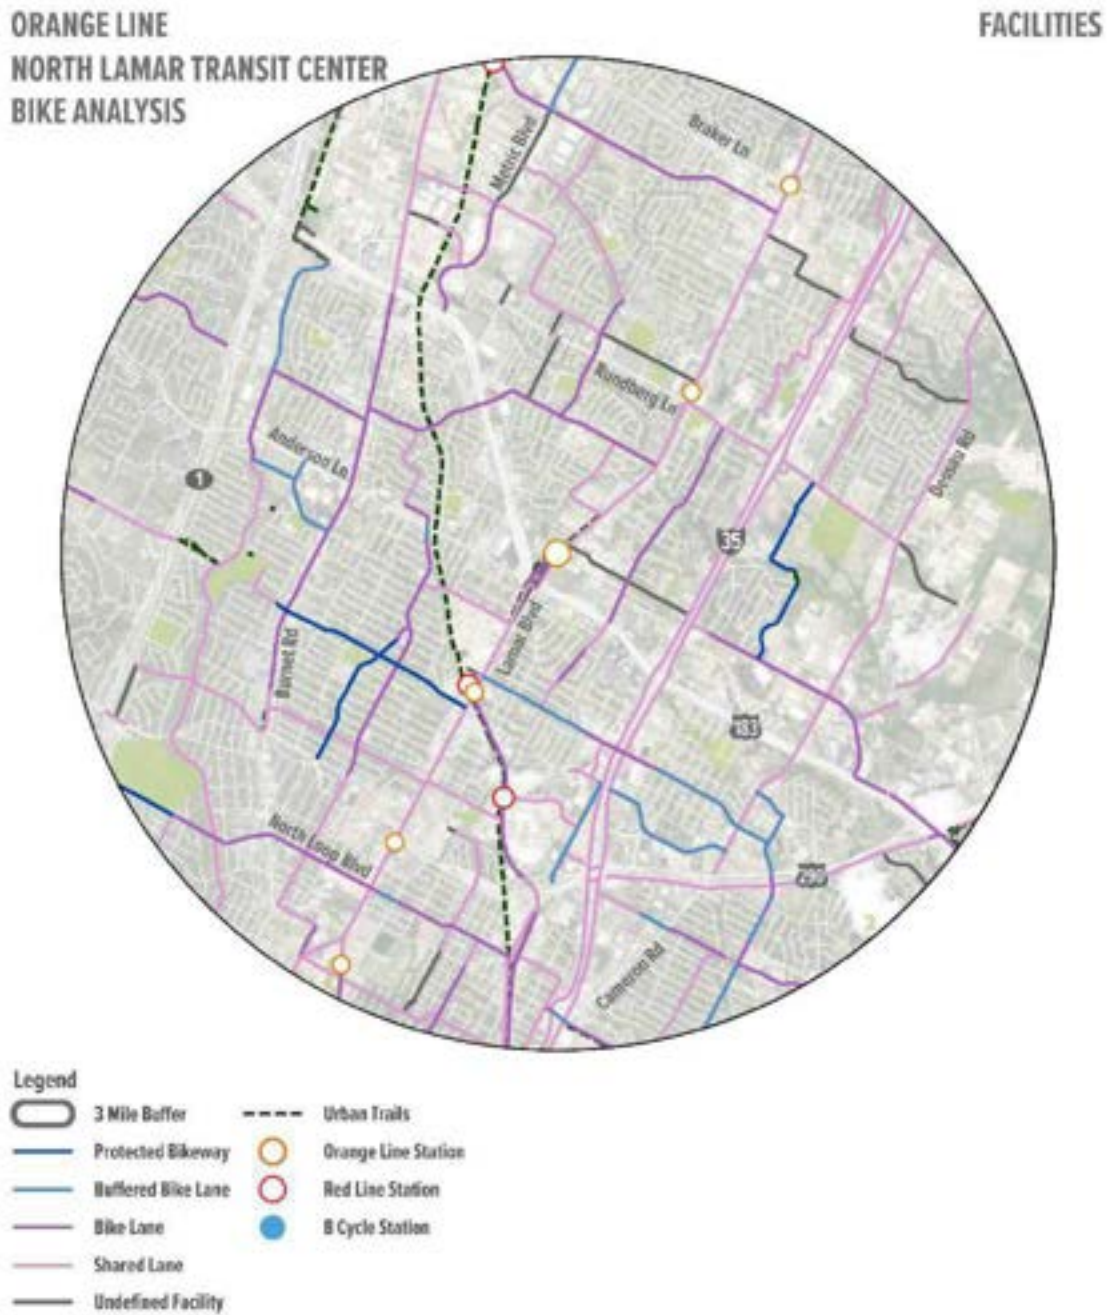 ORANGE LINE
NORTH LAMAR TRANSIT CENTER
BIKE ANALYSIS
FACILITIES
Braker Ln
Metric Blvd
Rundberg Ln
Anderson Ln
Dessau Rd
1
35
Lamar Blvd
Burnet Rd
183
North Loop Blvd
290
Cameron Rd
Legend
3 Mile Buffer
Protected Bikeway
Buffered Bike Lane
Bike Lane
Shared Lane
Undefined Facility
Urban Trails
Orange Line Station
Red Line Station
B Cycle Station